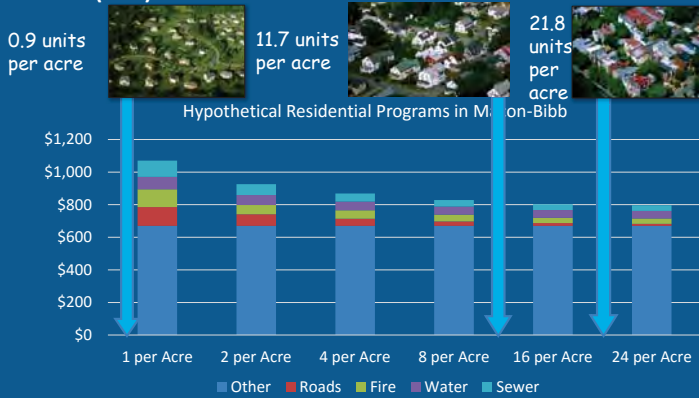 0.9 units
per acre
11.7 units
per acre
21.8
units
per
acre
Hypothetical Residential Programs in on-Bibb
$1,200
$1,000
$800
$600
$400
$200
$0
1 per Acre
2 per Acre
4 per Acre
8 per Acre
16 per Acre
24 per Acre
Other
Roads
Fire
Water
Sewer